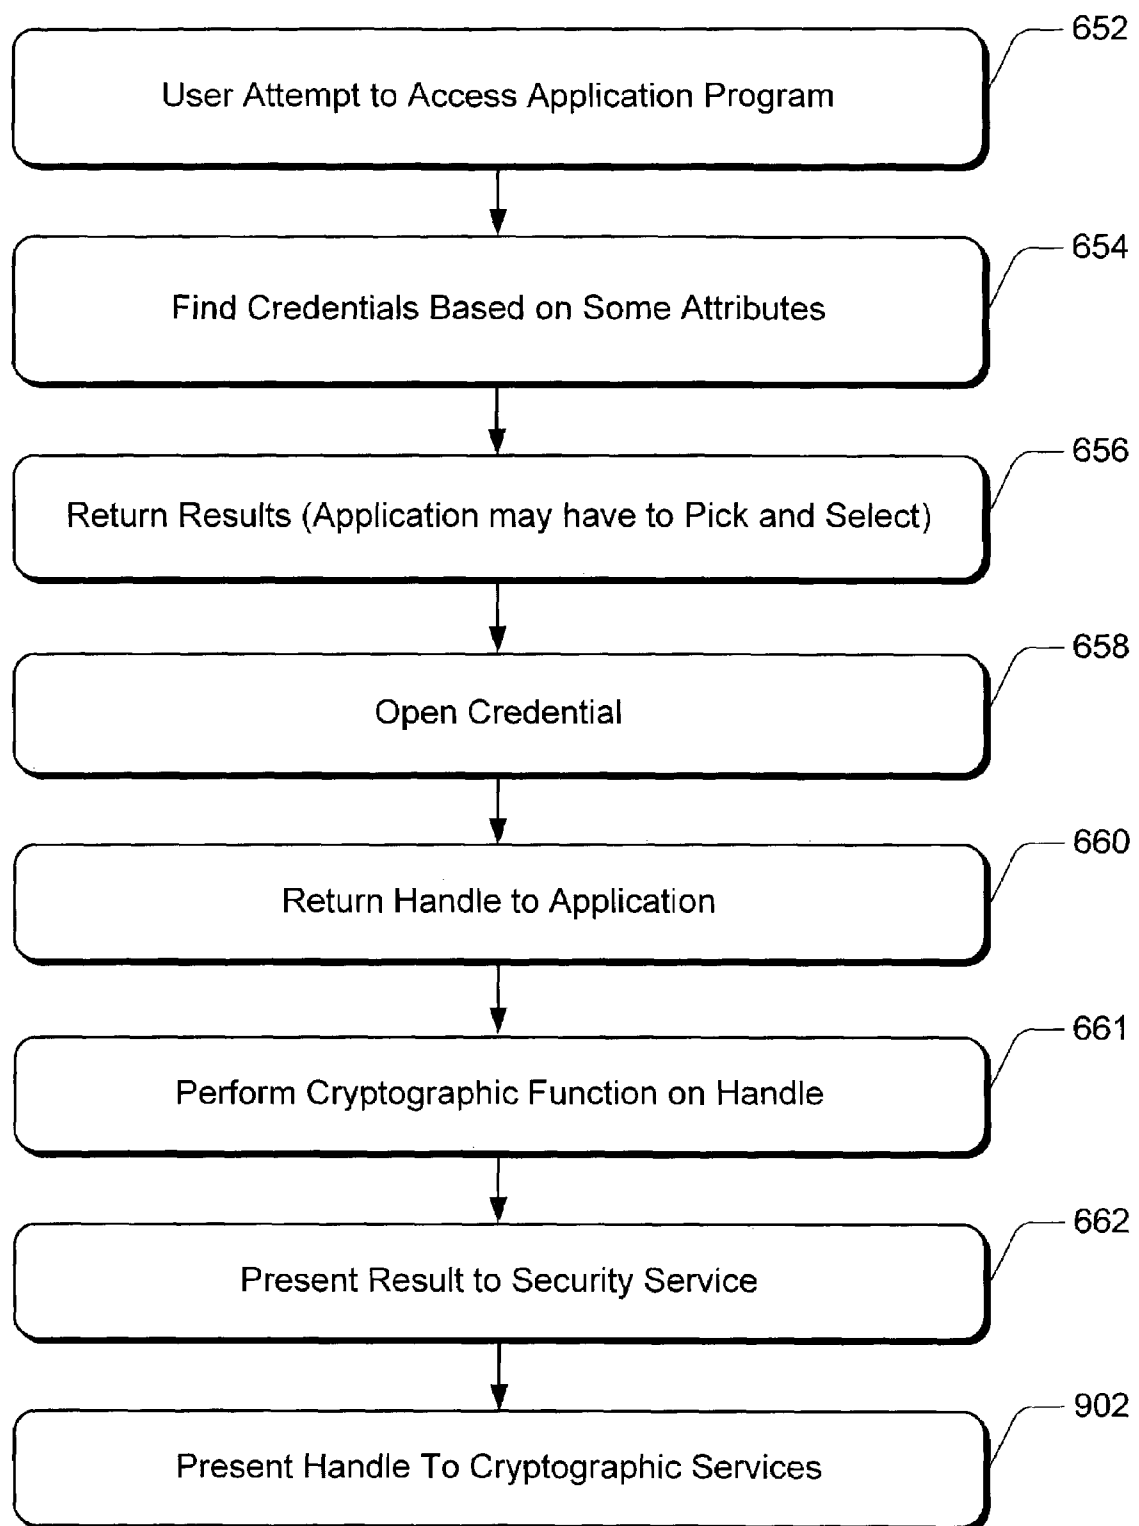 652
User Attempt to Access Application Program
654
Find Credentials Based on Some Attributes
656
Return Results (Application may have to Pick and Select)
658
Open Credential
660
Return Handle to Application
661
Perform Cryptographic Function on Handle
662
Present Result to Security Service
902
Present Handle To Cryptographic Services